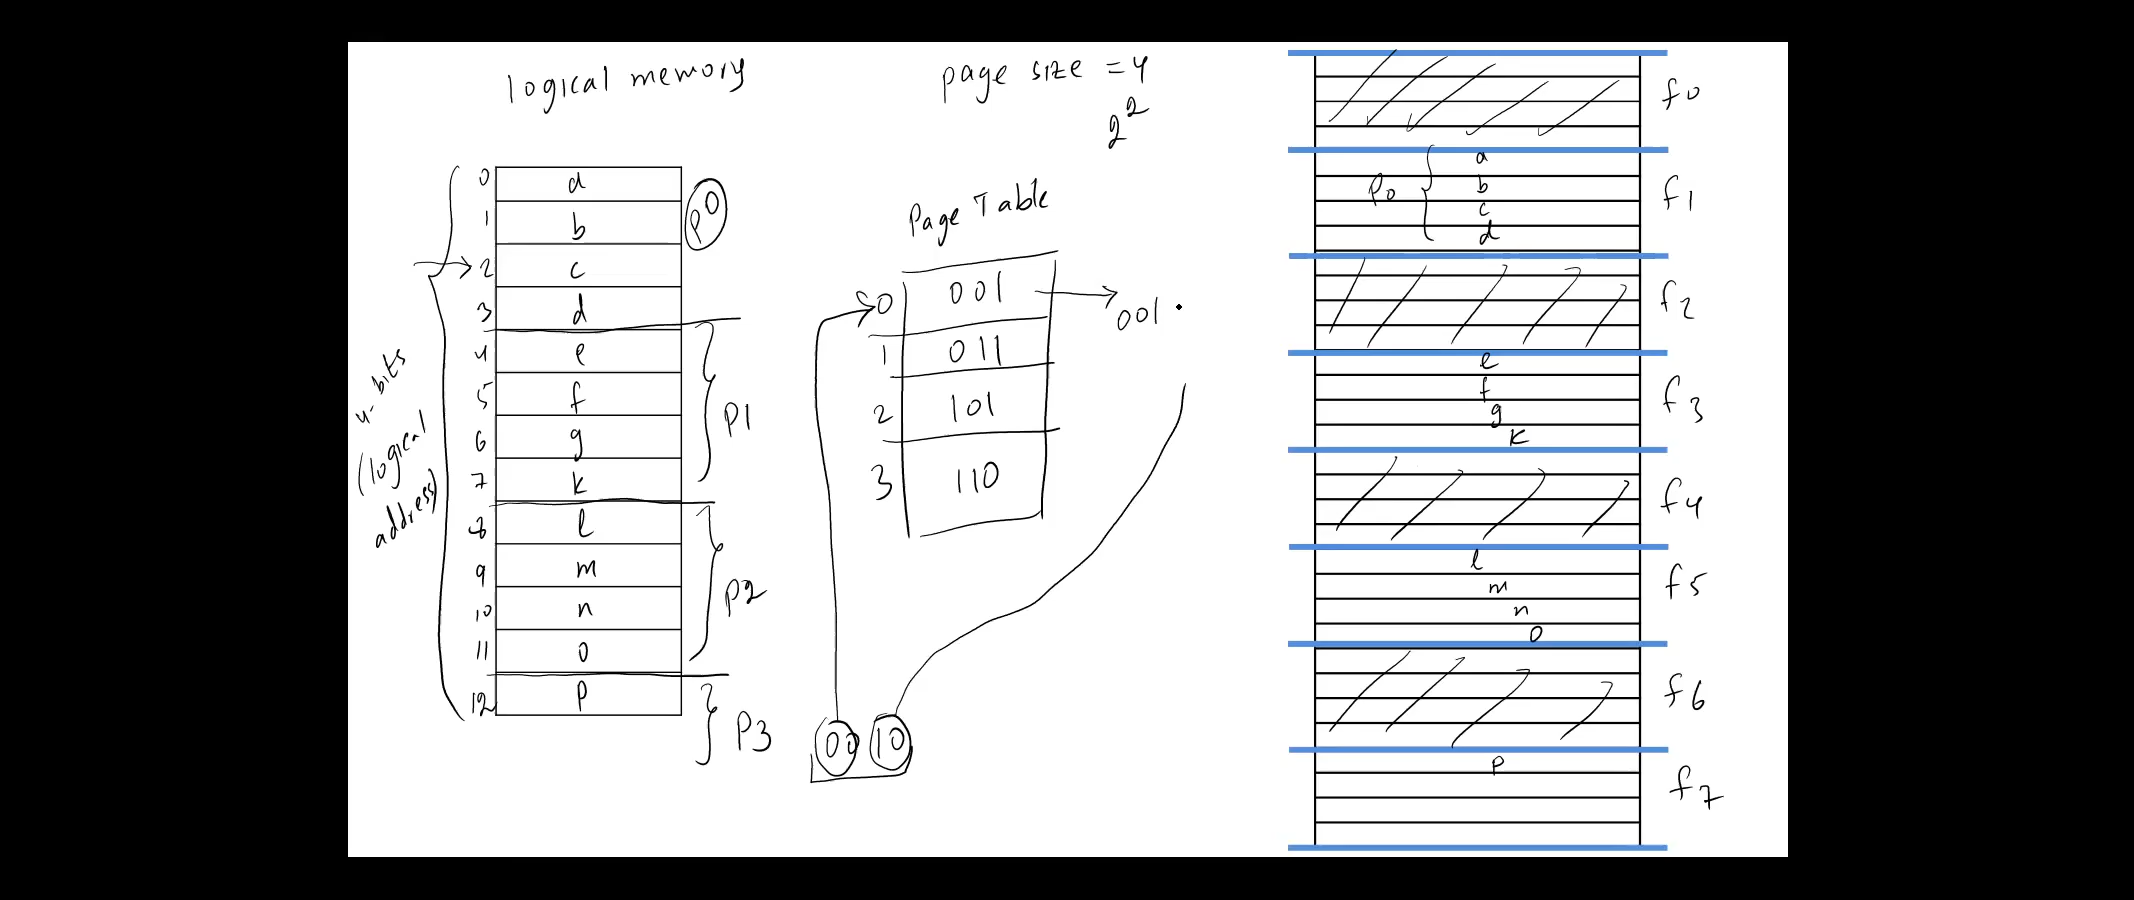 logical memory
page size = 4
2^2
0 a
1 b
2 c
3 d
4 e
5 f
6 g
7 k
8 l
9 m
10 n
11 o
12 p
P0
P1
P2
P3
4-bits
(logical
address)
Page Table
0 001
1 011
2 101
3 110
001
00 10
f0
a
b
c
d
P0
f1
f2
e
f
g
k
f3
f4
l
m
n
o
f5
f6
p
f7